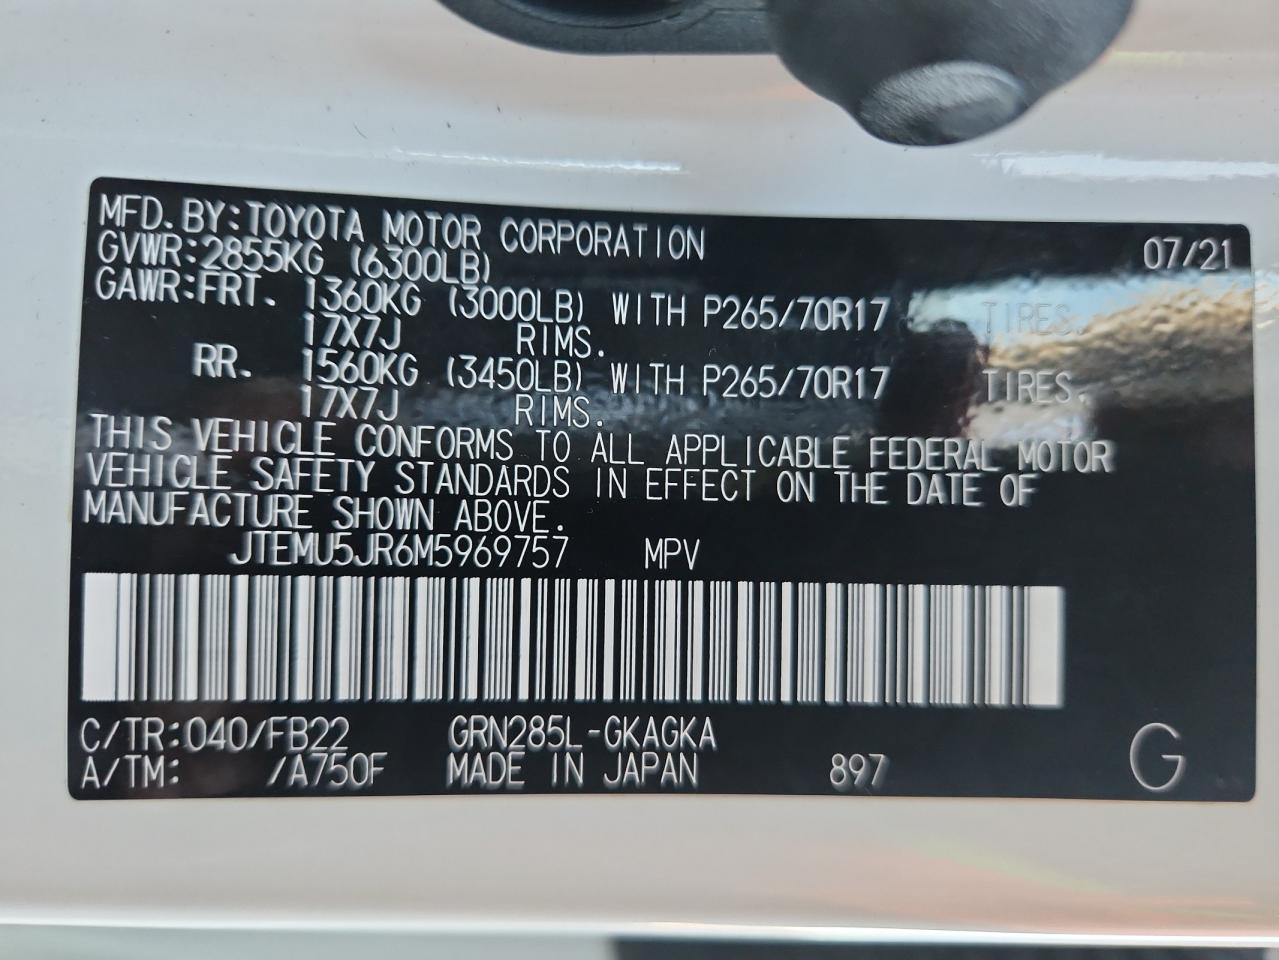 MFD.BY:TOYOTA MOTOR CORPORATION 07/21
GVWR:2855KG (6300LB)
GAWR:FRT. 1360KG (3000LB) WITH P265/70R17 TIRES.
17X7J RIMS.
RR. 1560KG (3450LB) WITH P265/70R17 TIRES.
17X7J RIMS.
THIS VEHICLE CONFORMS TO ALL APPLICABLE FEDERAL MOTOR
VEHICLE SAFETY STANDARDS IN EFFECT ON THE DATE OF
MANUFACTURE SHOWN ABOVE.
JTEMU5JR6M5969757 MPV
C/TR:040/FB22 GRN285L-GKAGKA
A/TM: /A750F MADE IN JAPAN 897 G